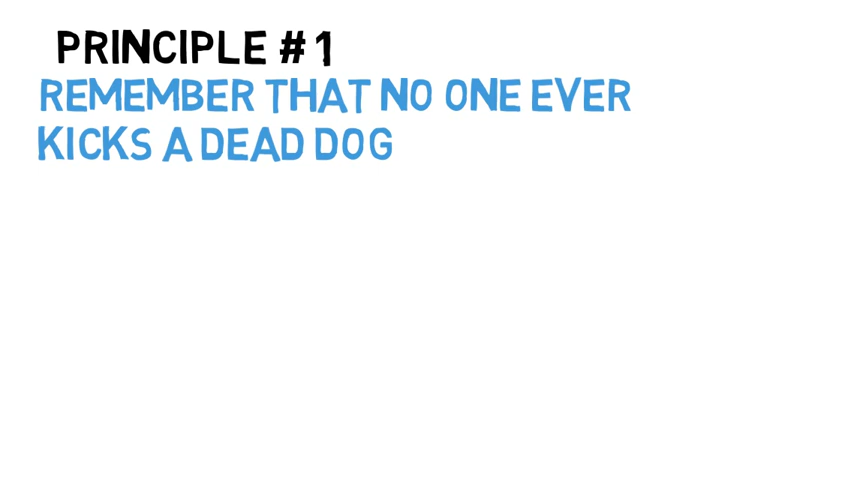 PRINCIPLE #1
REMEMBER THAT NO ONE EVER
KICKS A DEAD DOG